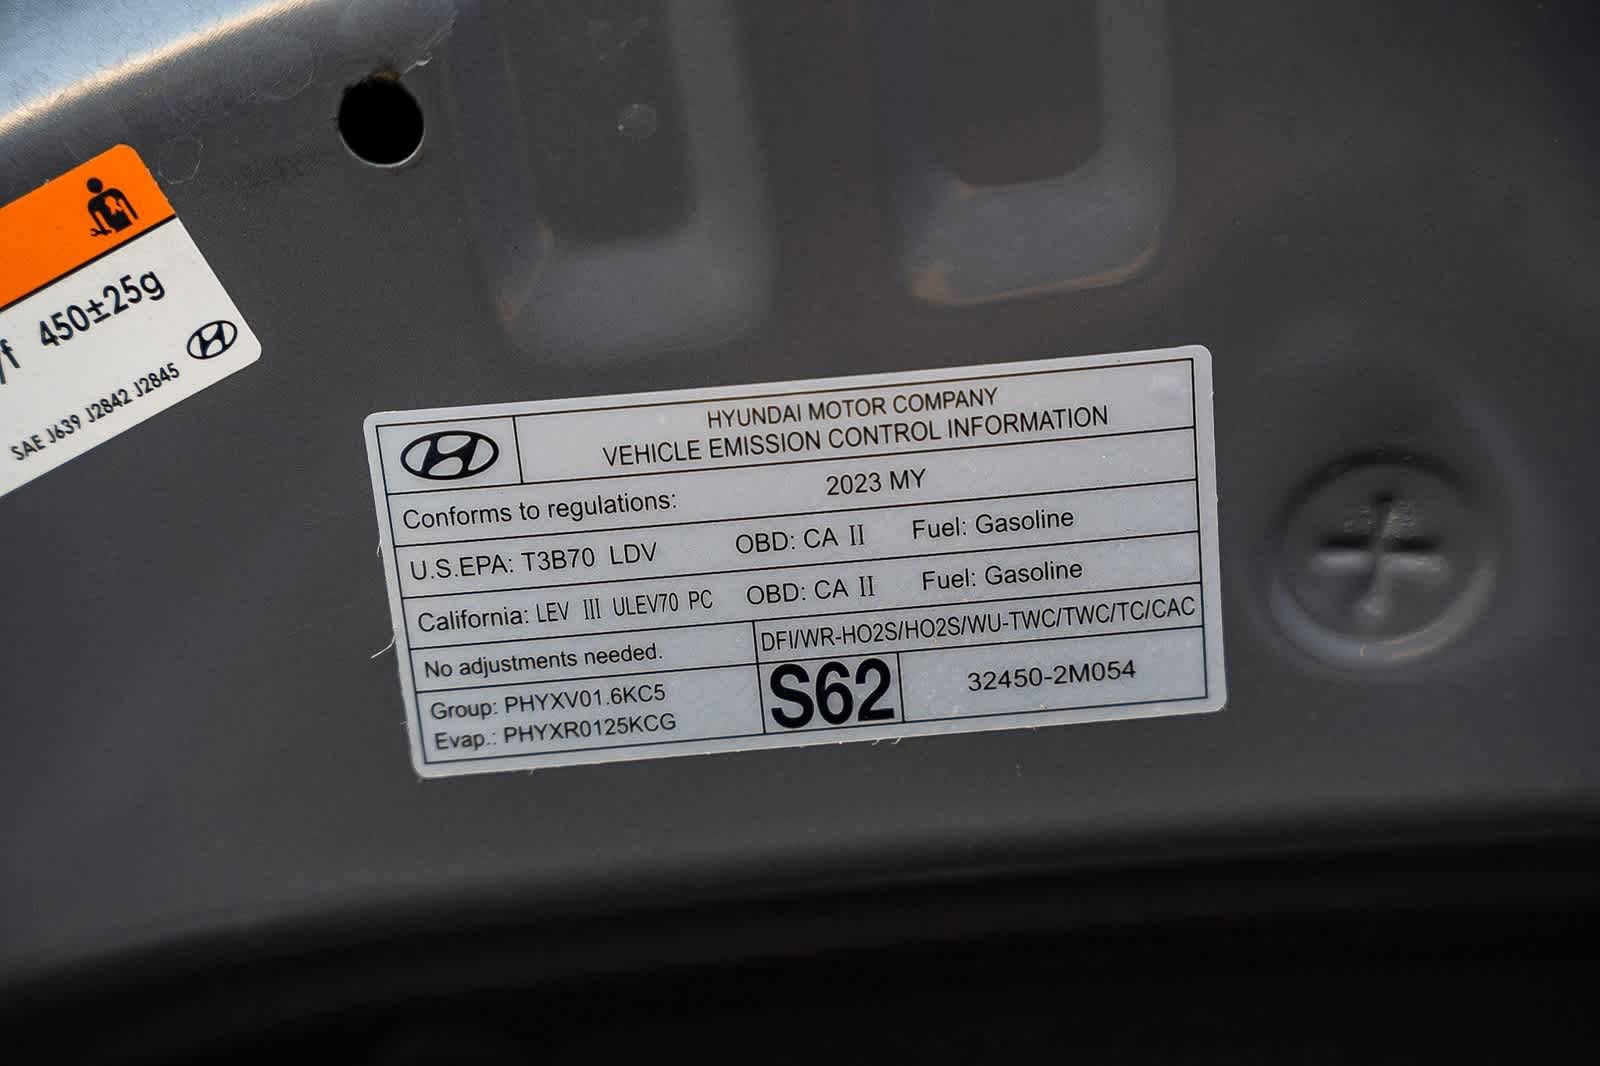 /f 450±25g
SAE J639 J2842 J2845
HYUNDAI MOTOR COMPANY
VEHICLE EMISSION CONTROL INFORMATION
Conforms to regulations: 2023 MY
U.S.EPA: T3B70 LDV OBD: CA II Fuel: Gasoline
California: LEV III ULEV70 PC OBD: CA II Fuel: Gasoline
No adjustments needed. DFI/WR-HO2S/HO2S/WU-TWC/TWC/TC/CAC
Group: PHYXV01.6KC5
Evap.: PHYXR0125KCG
S62
32450-2M054